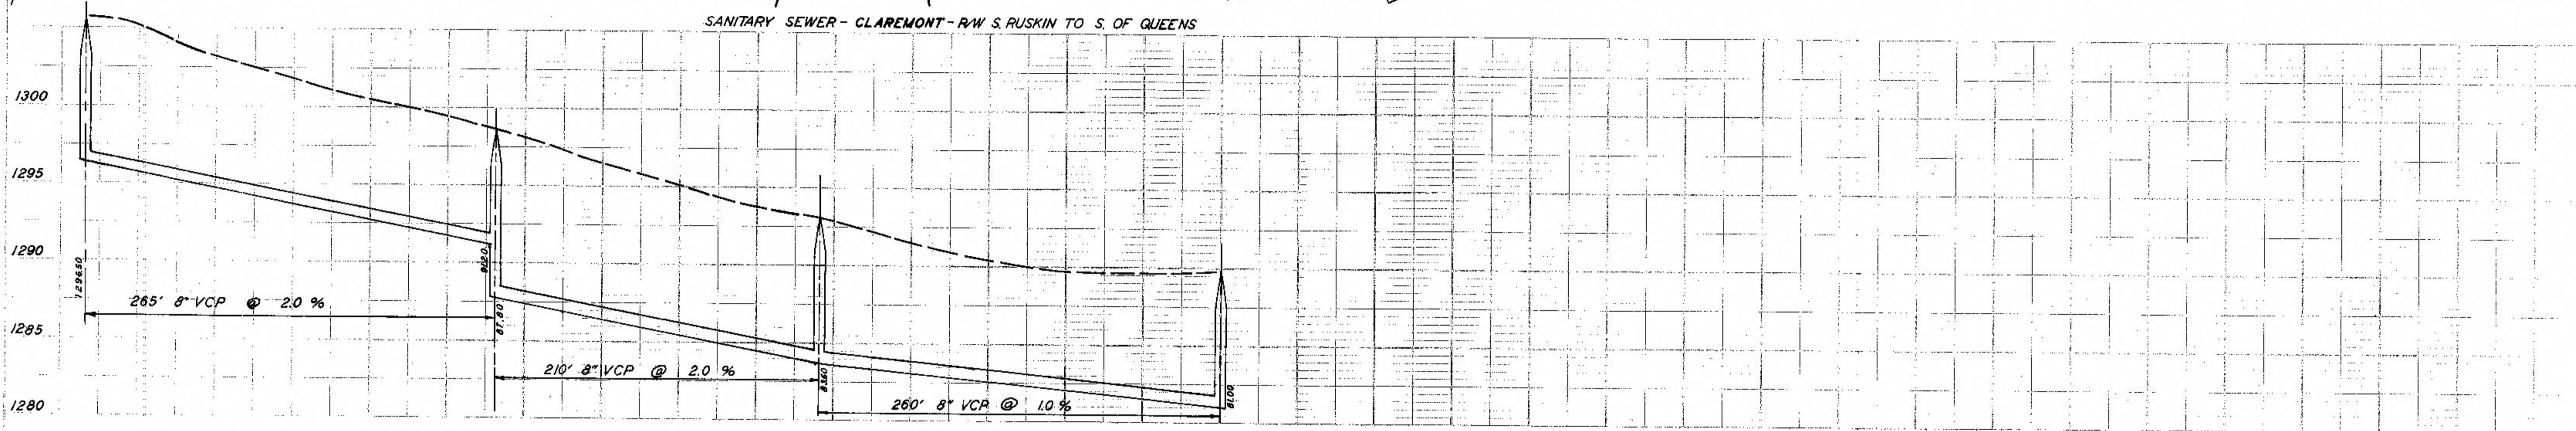 SANITARY SEWER - CLAREMONT - R/W S. RUSKIN TO S. OF QUEENS
1300
1295
1290
1285
1280
1296.50
265' 8" VCP @ 2.0 %
91.20
87.80
210' 8" VCP @ 2.0 %
83.60
260' 8" VCP @ 1.0 %
81.00